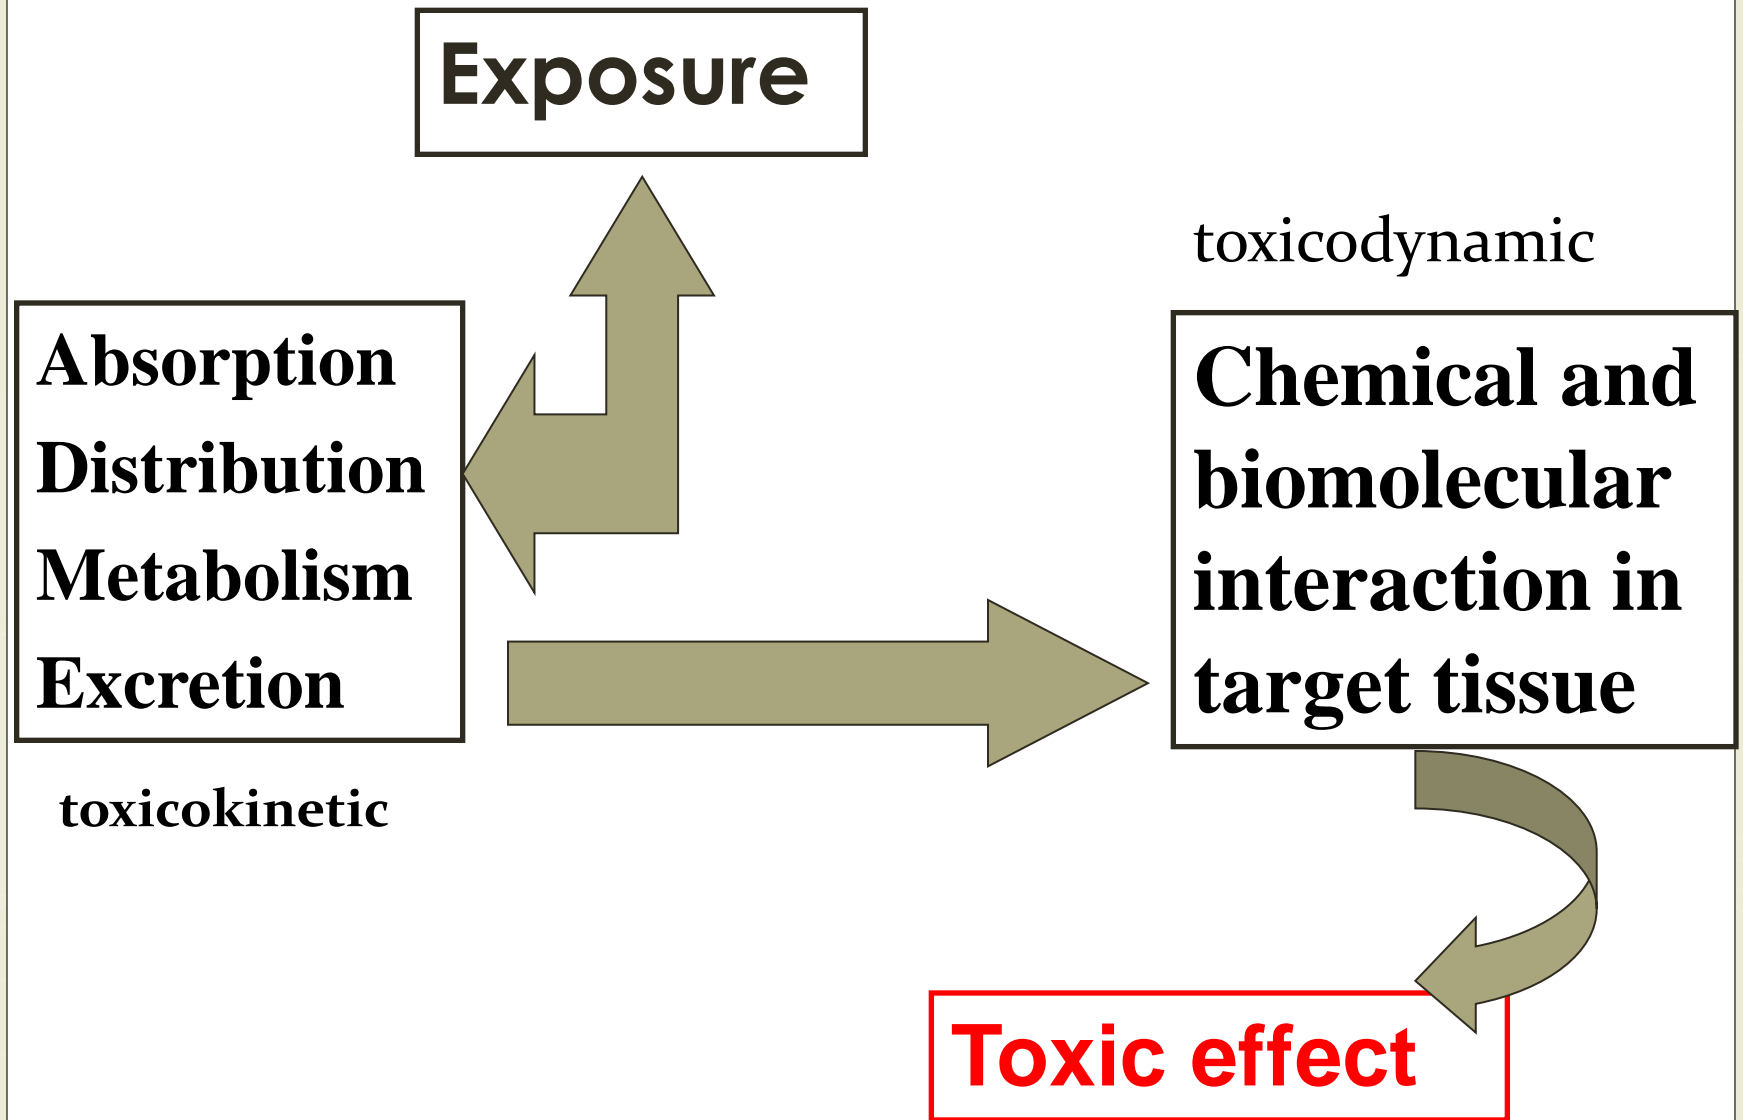 Exposure
toxicodynamic
Absorption
Distribution
Metabolism
Excretion
toxicokinetic
Chemical and
biomolecular
interaction in
target tissue
Toxic effect